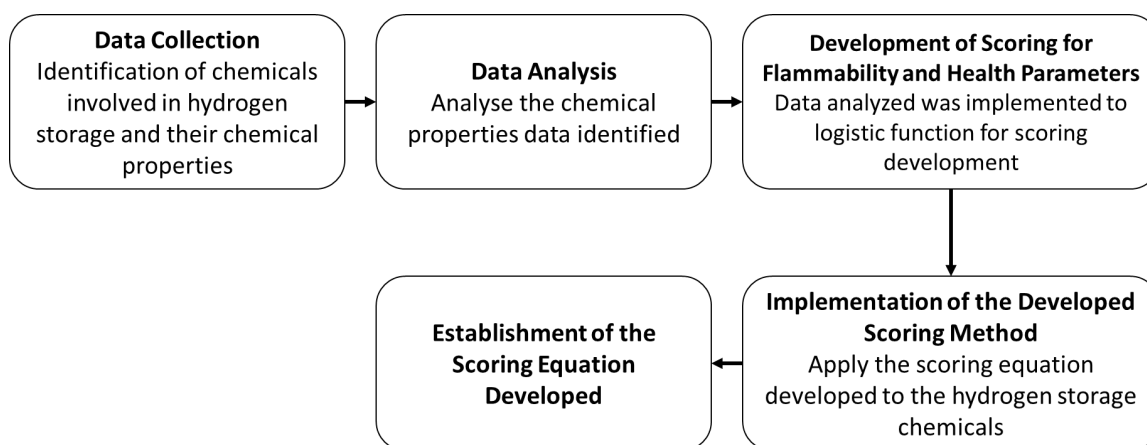 Data Collection
Identification of chemicals
involved in hydrogen
storage and their chemical
properties
Data Analysis
Analyse the chemical
properties data identified
Development of Scoring for
Flammability and Health Parameters
Data analyzed was implemented to
logistic function for scoring
development
Implementation of the Developed
Scoring Method
Apply the scoring equation
developed to the hydrogen storage
chemicals
Establishment of the
Scoring Equation
Developed